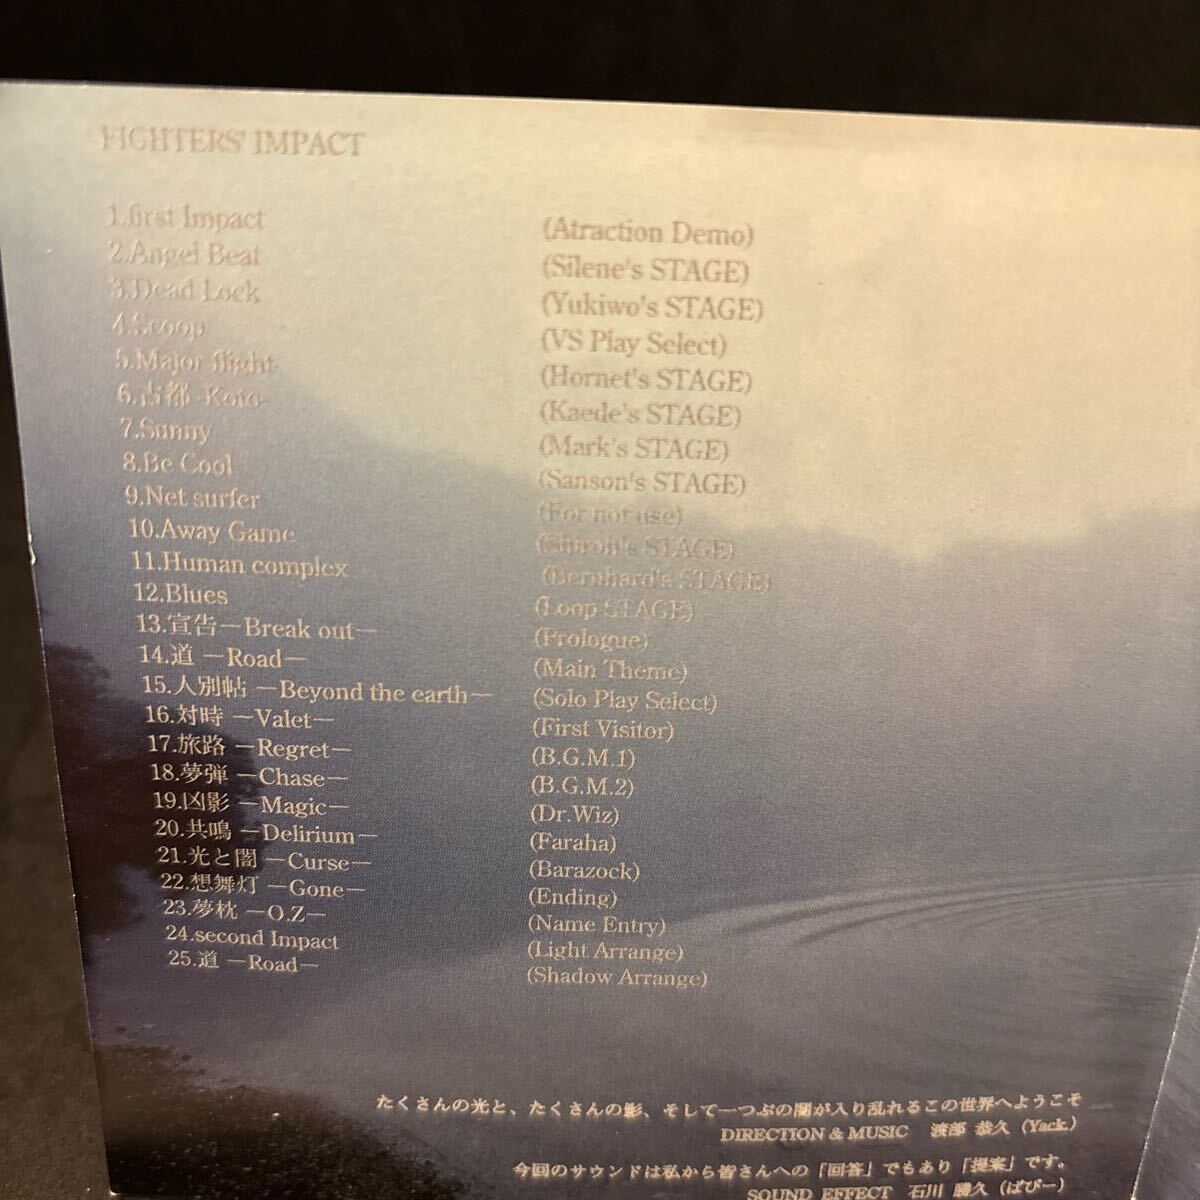 FIGHTERS' IMPACT
1.first Impact (Atraction Demo)
2.Angel Beat (Silene's STAGE)
3.Dead Lock (Yukiwo's STAGE)
4.Scoop (VS Play Select)
5.Major flight (Hornet's STAGE)
6.古都 -Koto- (Kaede's STAGE)
7.Sunny (Mark's STAGE)
8.Be Cool (Sanson's STAGE)
9.Net surfer (For not use)
10.Away Game (Shiroh's STAGE)
11.Human complex (Bernhard's STAGE)
12.Blues (Loop STAGE)
13.宣告―Break out― (Prologue)
14.道 ―Road― (Main Theme)
15.人別帖 ―Beyond the earth― (Solo Play Select)
16.対時 ―Valet― (First Visitor)
17.旅路 ―Regret― (B.G.M.1)
18.夢弾 ―Chase― (B.G.M.2)
19.凶影 ―Magic― (Dr.Wiz)
20.共鳴 ―Delirium― (Faraha)
21.光と闇 ―Curse― (Barazock)
22.想舞灯 ―Gone― (Ending)
23.夢枕 ―O.Z― (Name Entry)
24.second Impact (Light Arrange)
25.道 ―Road― (Shadow Arrange)
たくさんの光と、たくさんの影、そして一つぶの闇が入り乱れるこの世界へようこそ
DIRECTION & MUSIC 渡部 恭久 (Yack.)
今回のサウンドは私から皆さんへの「回答」でもあり「提案」です。
SOUND EFFECT 石川 勝久 (ばびー)